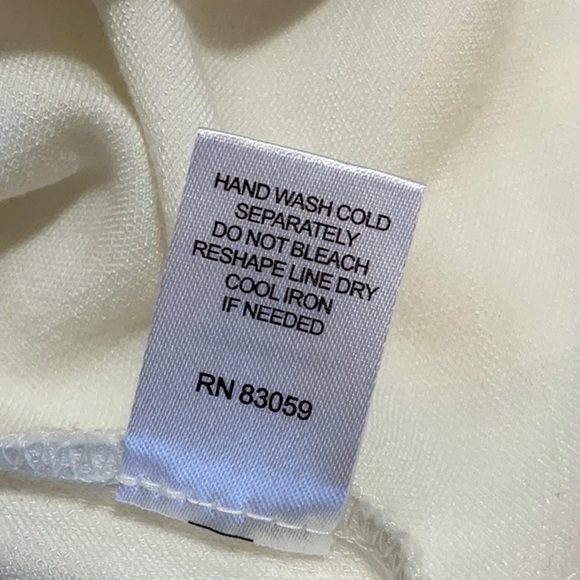 HAND WASH COLD
SEPARATELY
DO NOT BLEACH
RESHAPE LINE DRY
COOL IRON
IF NEEDED
RN 83059